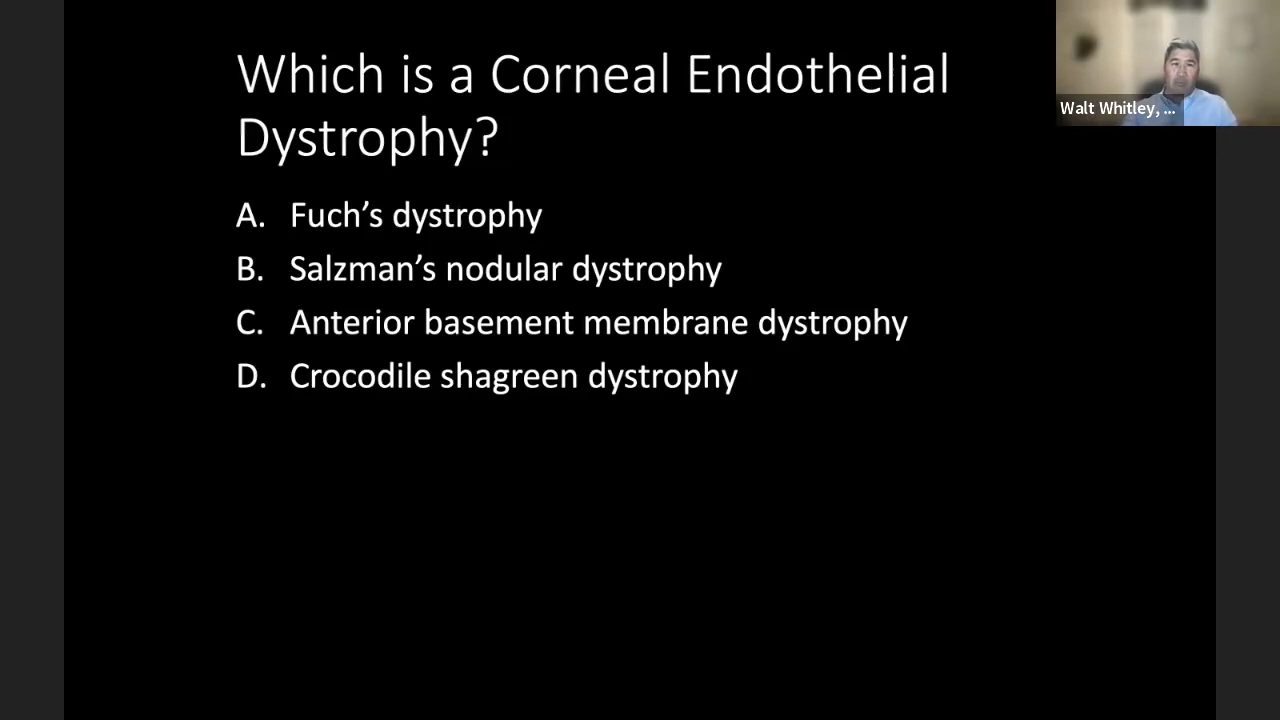 Which is a Corneal Endothelial
Dystrophy?
A. Fuch’s dystrophy
B. Salzman’s nodular dystrophy
C. Anterior basement membrane dystrophy
D. Crocodile shagreen dystrophy
Walt Whitley, ...